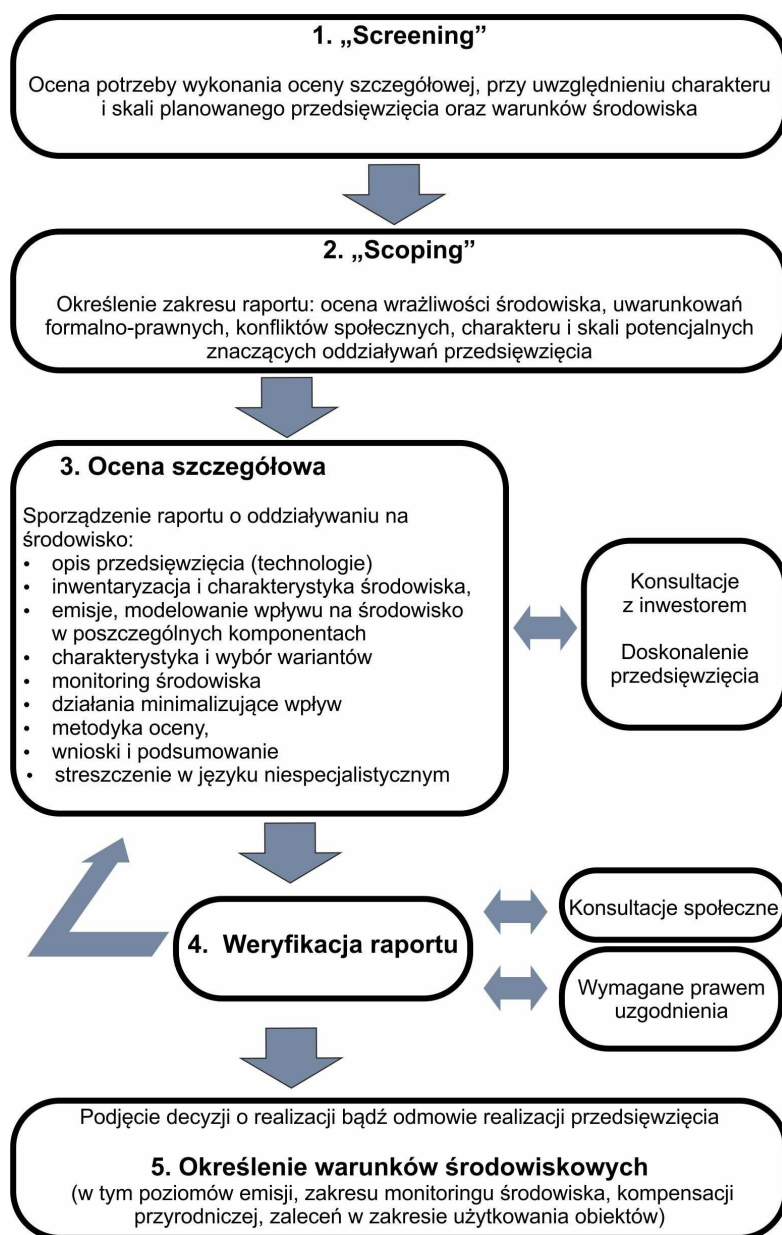 1. „Screening”
Ocena potrzeby wykonania oceny szczegółowej, przy uwzględnieniu charakteru
i skali planowanego przedsięwzięcia oraz warunków środowiska
2. „Scoping”
Określenie zakresu raportu: ocena wrażliwości środowiska, uwarunkowań
formalno-prawnych, konfliktów społecznych, charakteru i skali potencjalnych
znaczących oddziaływań przedsięwzięcia
3. Ocena szczegółowa
Sporządzenie raportu o oddziaływaniu na
środowisko:
• opis przedsięwzięcia (technologie)
• inwentaryzacja i charakterystyka środowiska,
• emisje, modelowanie wpływu na środowisko
w poszczególnych komponentach
• charakterystyka i wybór wariantów
• monitoring środowiska
• działania minimalizujące wpływ
• metodyka oceny,
• wnioski i podsumowanie
• streszczenie w języku niespecjalistycznym
Konsultacje
z inwestorem
Doskonalenie
przedsięwzięcia
4. Weryfikacja raportu
Konsultacje społeczne
Wymagane prawem
uzgodnienia
Podjęcie decyzji o realizacji bądź odmowie realizacji przedsięwzięcia
5. Określenie warunków środowiskowych
(w tym poziomów emisji, zakresu monitoringu środowiska, kompensacji
przyrodniczej, zaleceń w zakresie użytkowania obiektów)